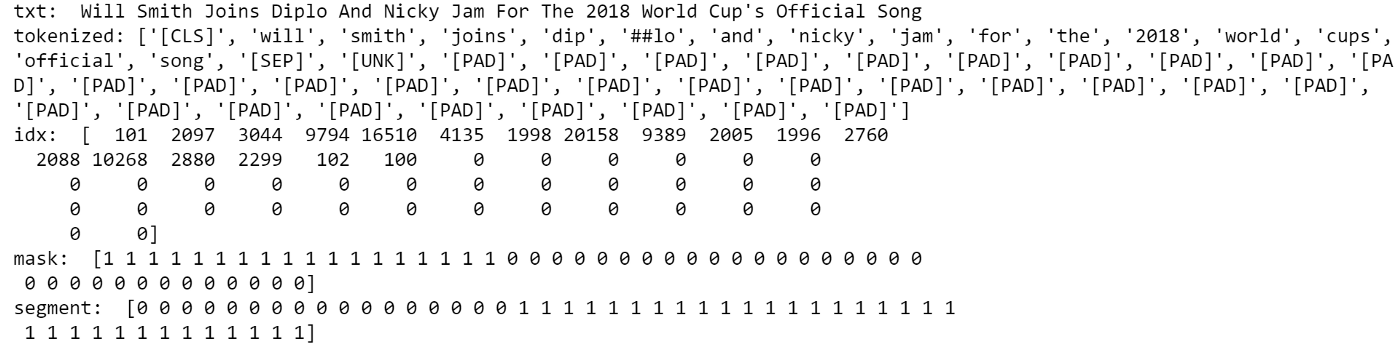 txt:  Will Smith Joins Diplo And Nicky Jam For The 2018 World Cup's Official Song
tokenized: ['[CLS]', 'will', 'smith', 'joins', 'dip', '##lo', 'and', 'nicky', 'jam', 'for', 'the', '2018', 'world', 'cups',
'official', 'song', '[SEP]', '[UNK]', '[PAD]', '[PAD]', '[PAD]', '[PAD]', '[PAD]', '[PAD]', '[PAD]', '[PAD]', '[PAD]', '[PA
D]', '[PAD]', '[PAD]', '[PAD]', '[PAD]', '[PAD]', '[PAD]', '[PAD]', '[PAD]', '[PAD]', '[PAD]', '[PAD]', '[PAD]', '[PAD]',
'[PAD]', '[PAD]', '[PAD]', '[PAD]', '[PAD]', '[PAD]', '[PAD]', '[PAD]', '[PAD]']
idx:  [  101  2097  3044  9794 16510  4135  1998 20158  9389  2005  1996  2760
2088 10268  2880  2299   102   100     0     0     0     0     0     0
0     0     0     0     0     0     0     0     0     0     0     0
0     0     0     0     0     0     0     0     0     0     0     0
0     0]
mask:  [1 1 1 1 1 1 1 1 1 1 1 1 1 1 1 1 1 1 0 0 0 0 0 0 0 0 0 0 0 0 0 0 0 0 0 0 0
0 0 0 0 0 0 0 0 0 0 0 0 0]
segment:  [0 0 0 0 0 0 0 0 0 0 0 0 0 0 0 0 0 1 1 1 1 1 1 1 1 1 1 1 1 1 1 1 1 1 1 1 1
1 1 1 1 1 1 1 1 1 1 1 1 1]